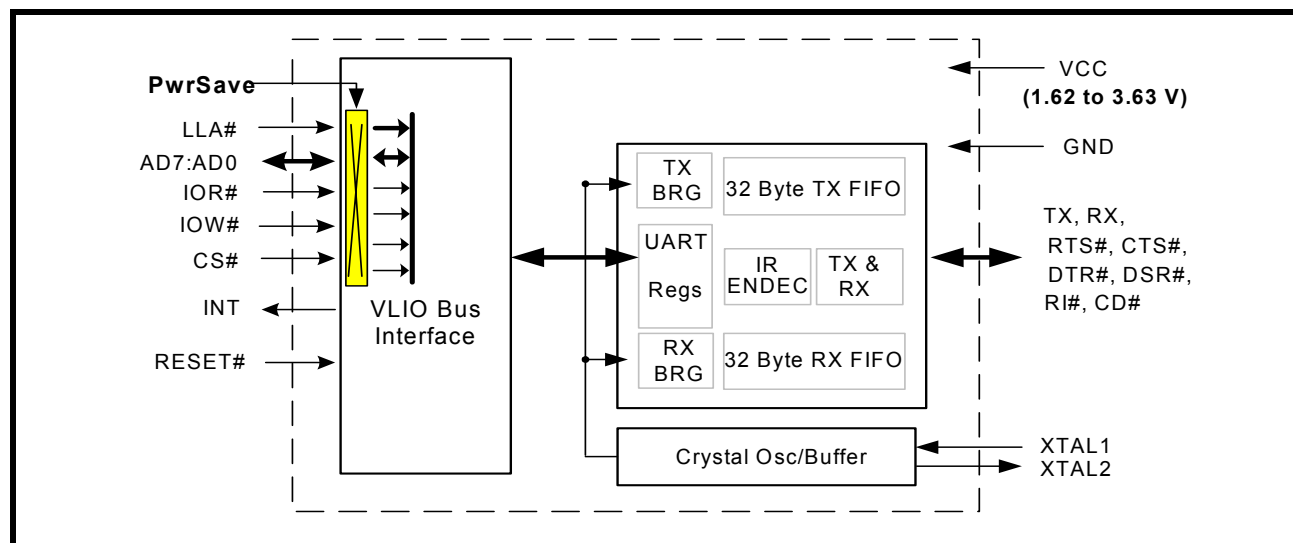 PwrSave
LLA#
AD7:AD0
IOR#
IOW#
CS#
INT
RESET#
VLIO Bus
Interface
TX
BRG
32 Byte TX FIFO
UART
Regs
IR
ENDEC
TX &
RX
RX
BRG
32 Byte RX FIFO
Crystal Osc/Buffer
VCC
(1.62 to 3.63 V)
GND
TX, RX,
RTS#, CTS#,
DTR#, DSR#,
RI#, CD#
XTAL1
XTAL2